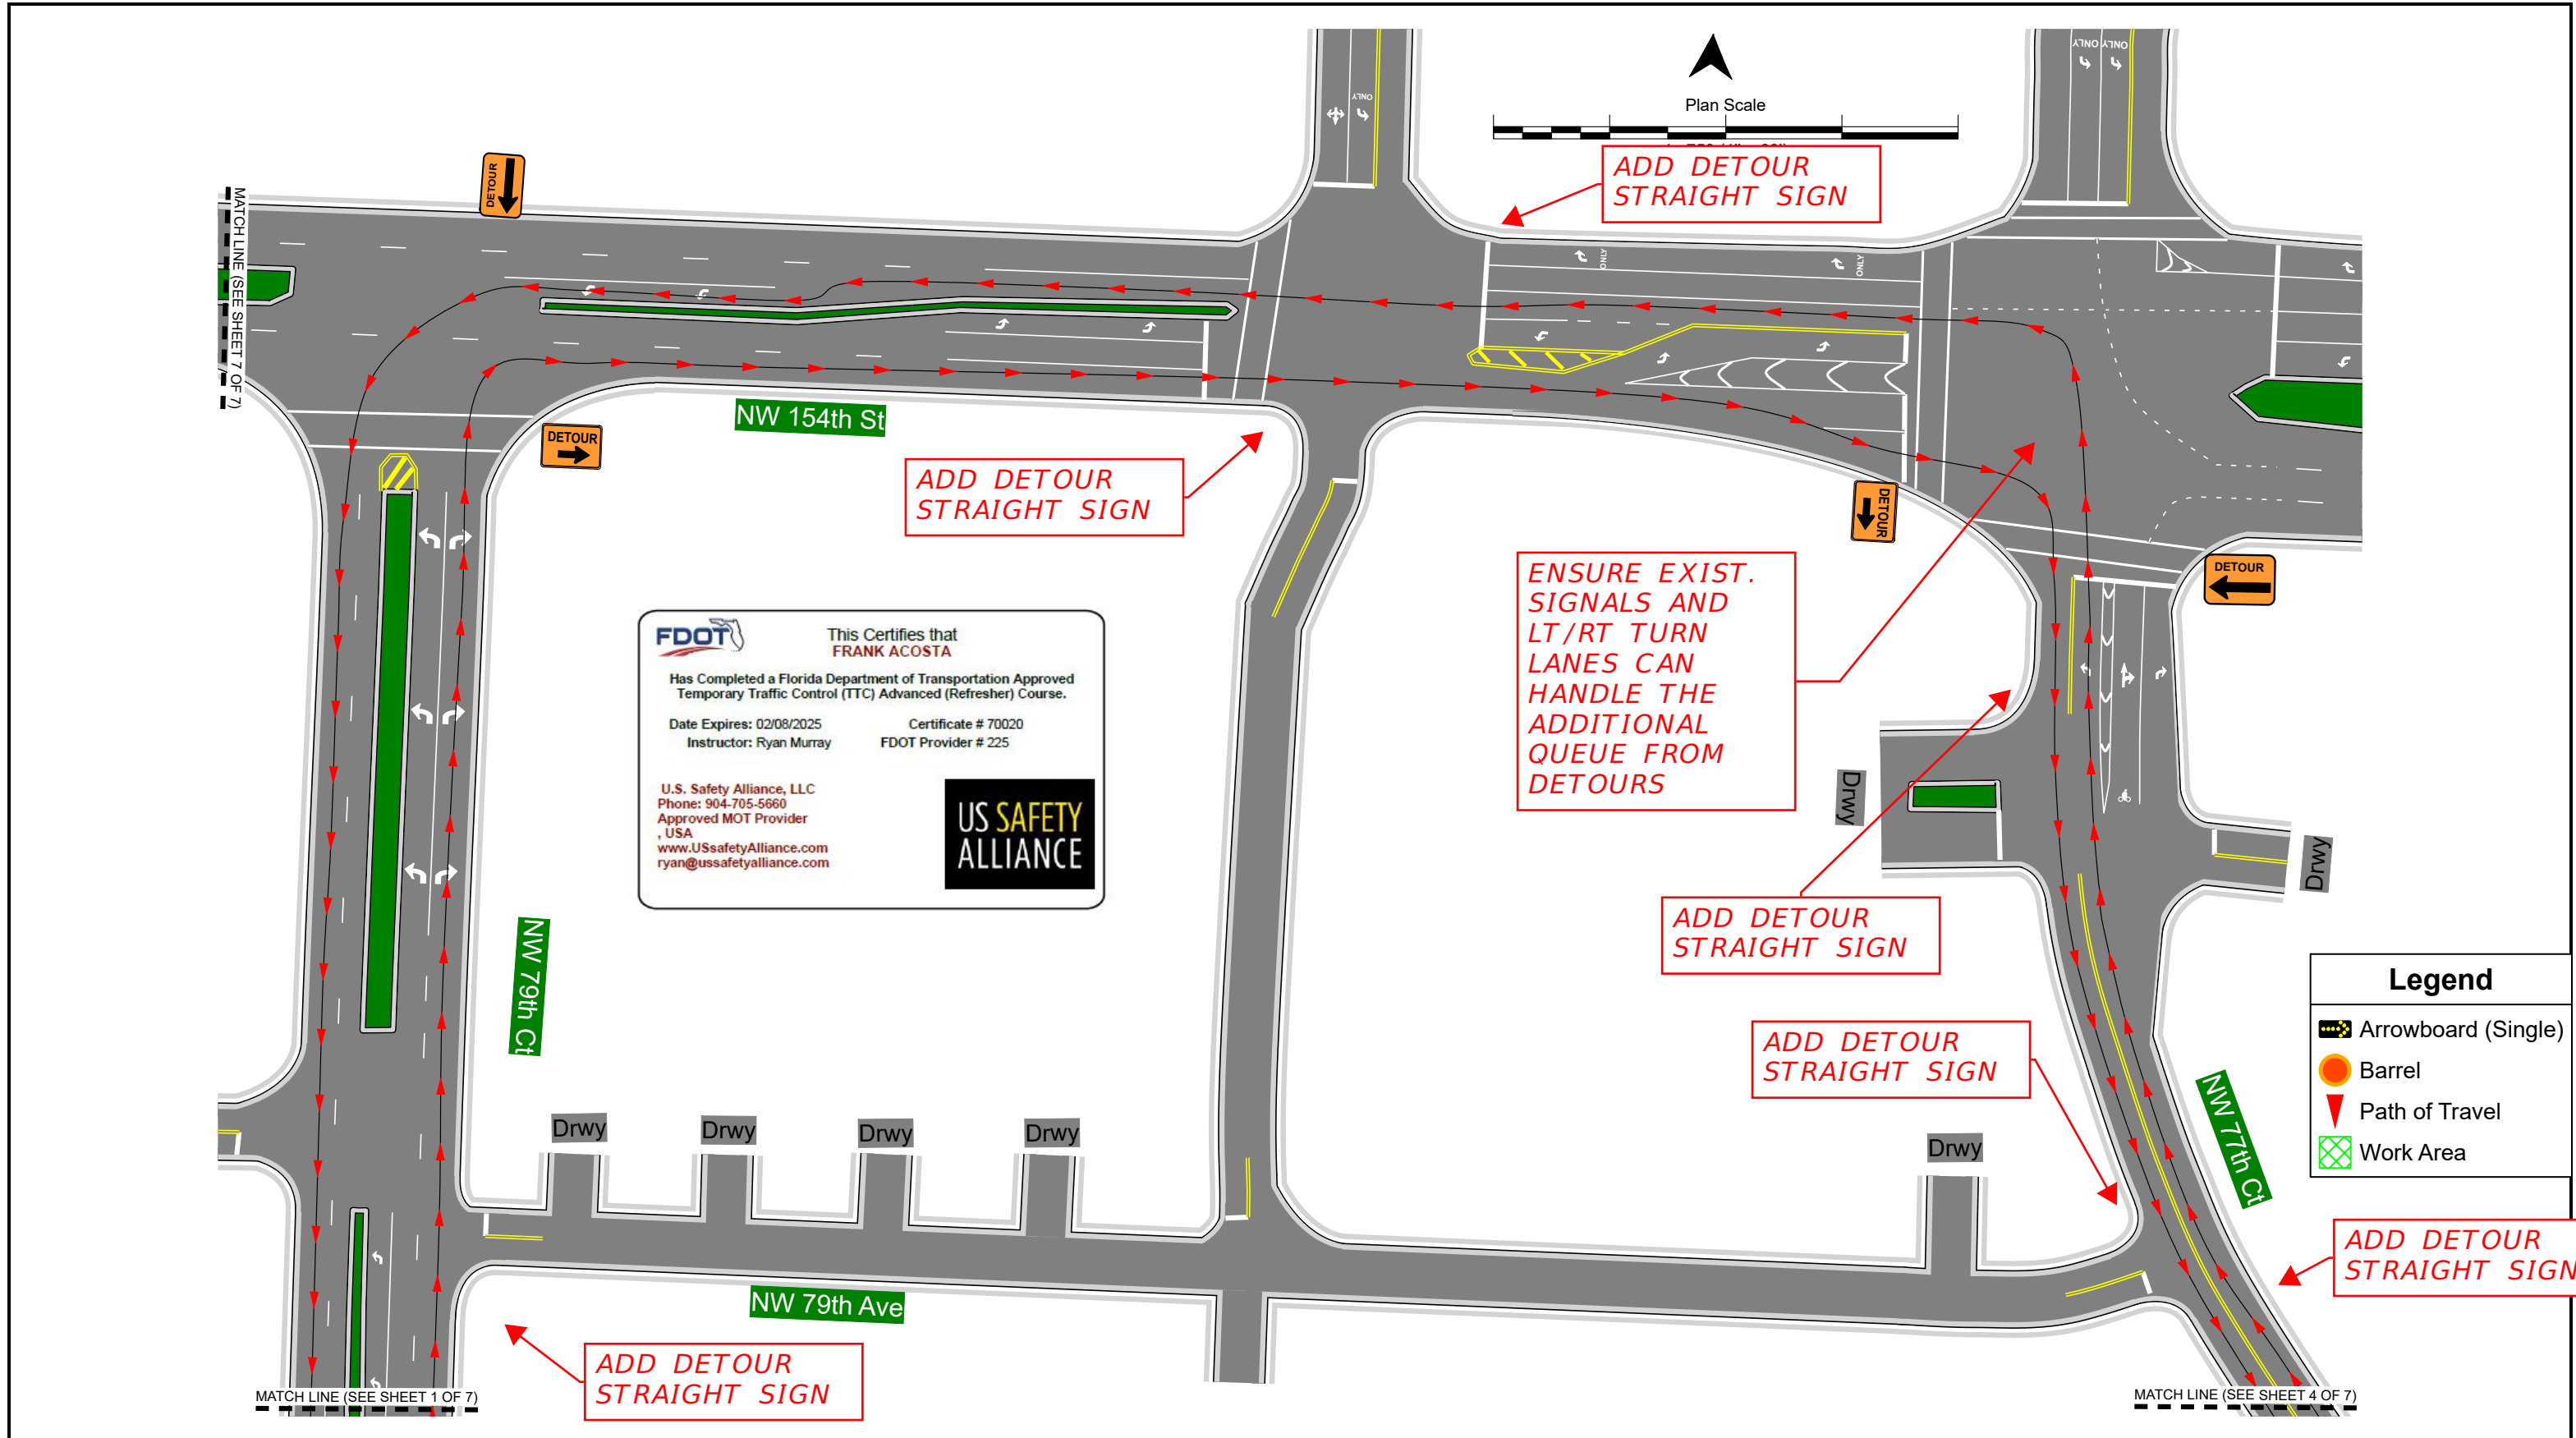 ONLY
ONLY
ONLY
Plan Scale
ADD DETOUR
STRAIGHT SIGN
DETOUR
MATCH LINE (SEE SHEET 7 OF 7)
ONLY
ONLY
NW 154th St
DETOUR
ADD DETOUR
STRAIGHT SIGN
DETOUR
ENSURE EXIST.
SIGNALS AND
LT/RT TURN
LANES CAN
HANDLE THE
ADDITIONAL
QUEUE FROM
DETOURS
DETOUR
FDOT
This Certifies that
FRANK ACOSTA
Has Completed a Florida Department of Transportation Approved
Temporary Traffic Control (TTC) Advanced (Refresher) Course.
Date Expires: 02/08/2025
Certificate # 70020
Instructor: Ryan Murray
FDOT Provider # 225
U.S. Safety Alliance, LLC
Phone: 904-705-5660
Approved MOT Provider
, USA
www.USsafetyAlliance.com
ryan@ussafetyalliance.com
US SAFETY
ALLIANCE
Drwy
Drwy
ADD DETOUR
STRAIGHT SIGN
NW 79th Ct
ADD DETOUR
STRAIGHT SIGN
Legend
Arrowboard (Single)
Barrel
Path of Travel
Work Area
NW 77th Ct
Drwy
Drwy
Drwy
Drwy
Drwy
ADD DETOUR
STRAIGHT SIGN
NW 79th Ave
ADD DETOUR
STRAIGHT SIGN
MATCH LINE (SEE SHEET 1 OF 7)
MATCH LINE (SEE SHEET 4 OF 7)